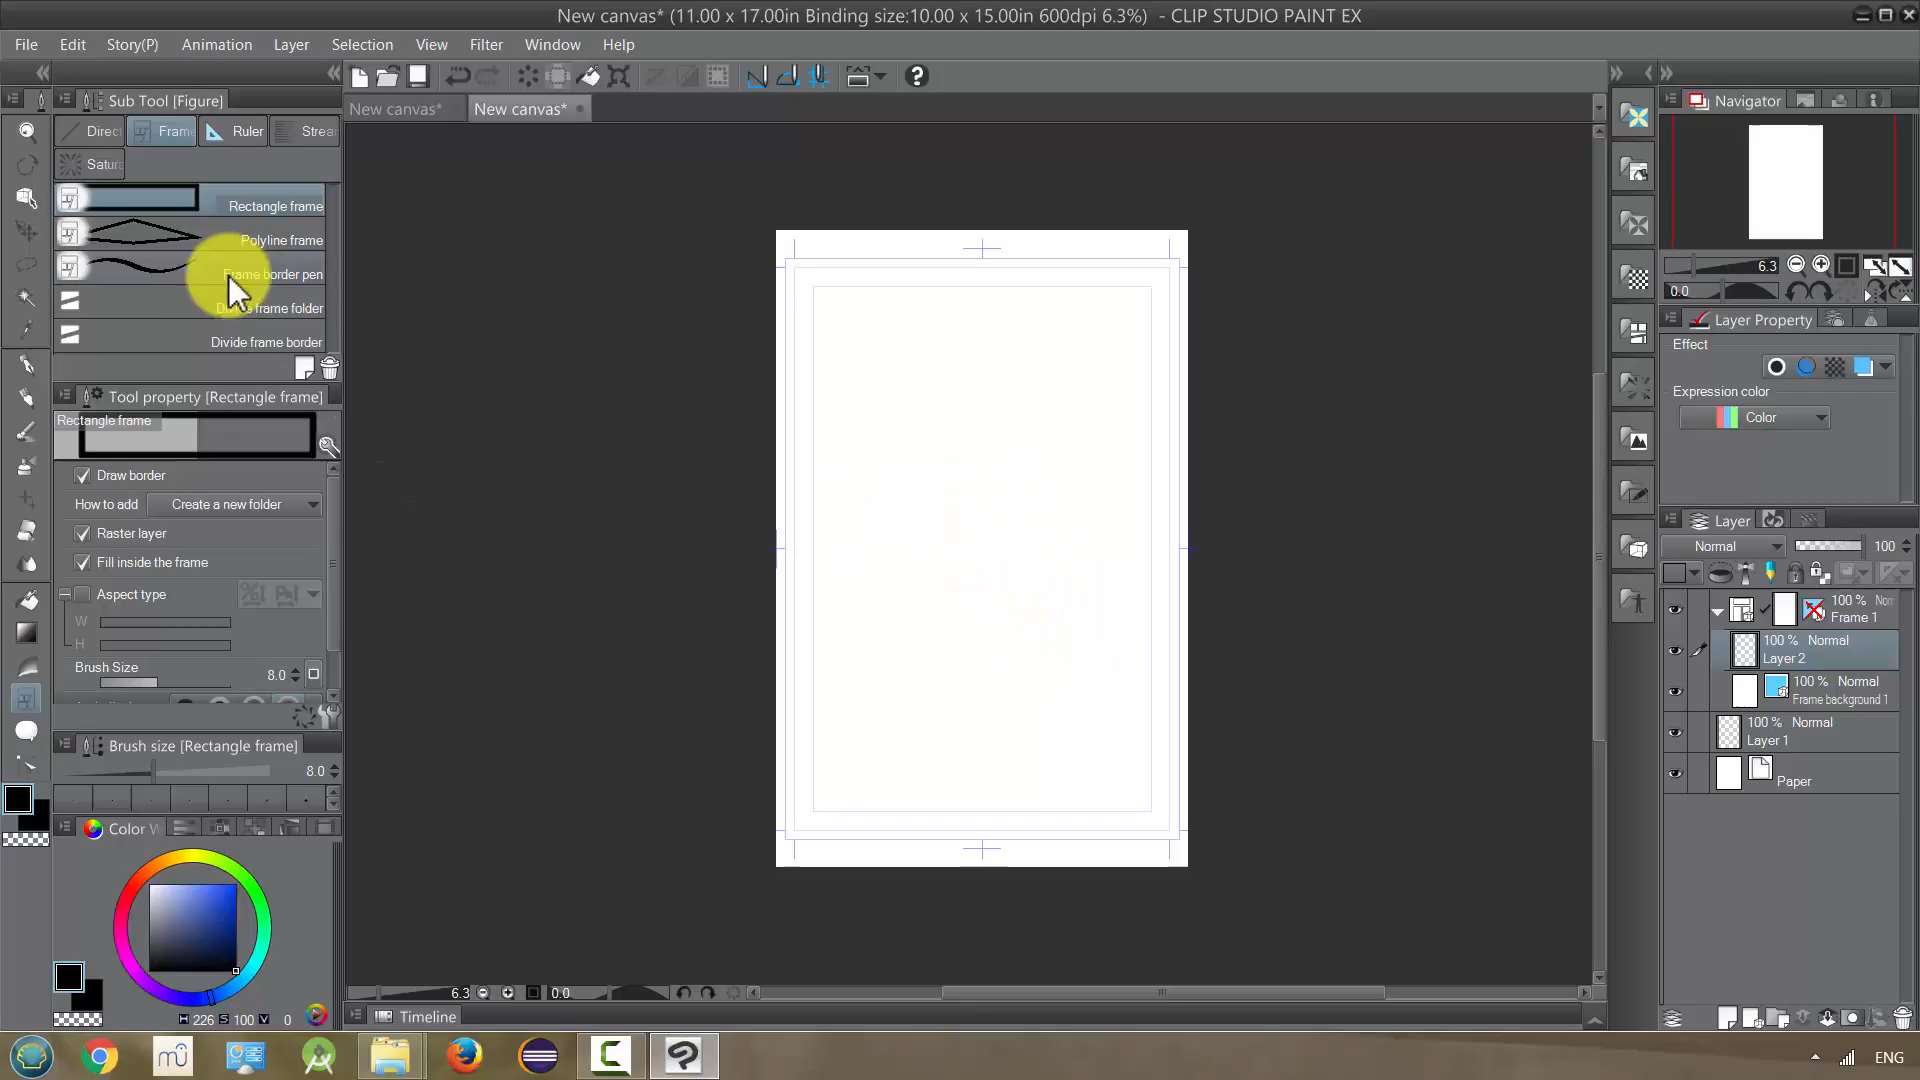 New canvas* (11.00 x 17.00in Binding size:10.00 x 15.00in 600dpi 6.3%) - CLIP STUDIO PAINT EX
File Edit Story(P) Animation Layer Selection View Filter Window Help
Sub Tool [Figure]
Direc Frame Ruler Strea
Satura
Rectangle frame
Polyline frame
Frame border pen
Divide frame folder
Divide frame border
Tool property [Rectangle frame]
Rectangle frame
Draw border
How to add Create a new folder
Raster layer
Fill inside the frame
Aspect type
W
H
Brush Size 8.0
Brush size [Rectangle frame]
8.0
Color W
H 226 S 100 V 0
New canvas* New canvas*
6.3 0.0
Timeline
Navigator
6.3
0.0
Layer Property
Effect
Expression color
Color
Layer
Normal 100
100 % Nor
Frame 1
100 % Normal
Layer 2
100 % Normal
Frame background 1
100 % Normal
Layer 1
Paper
ENG